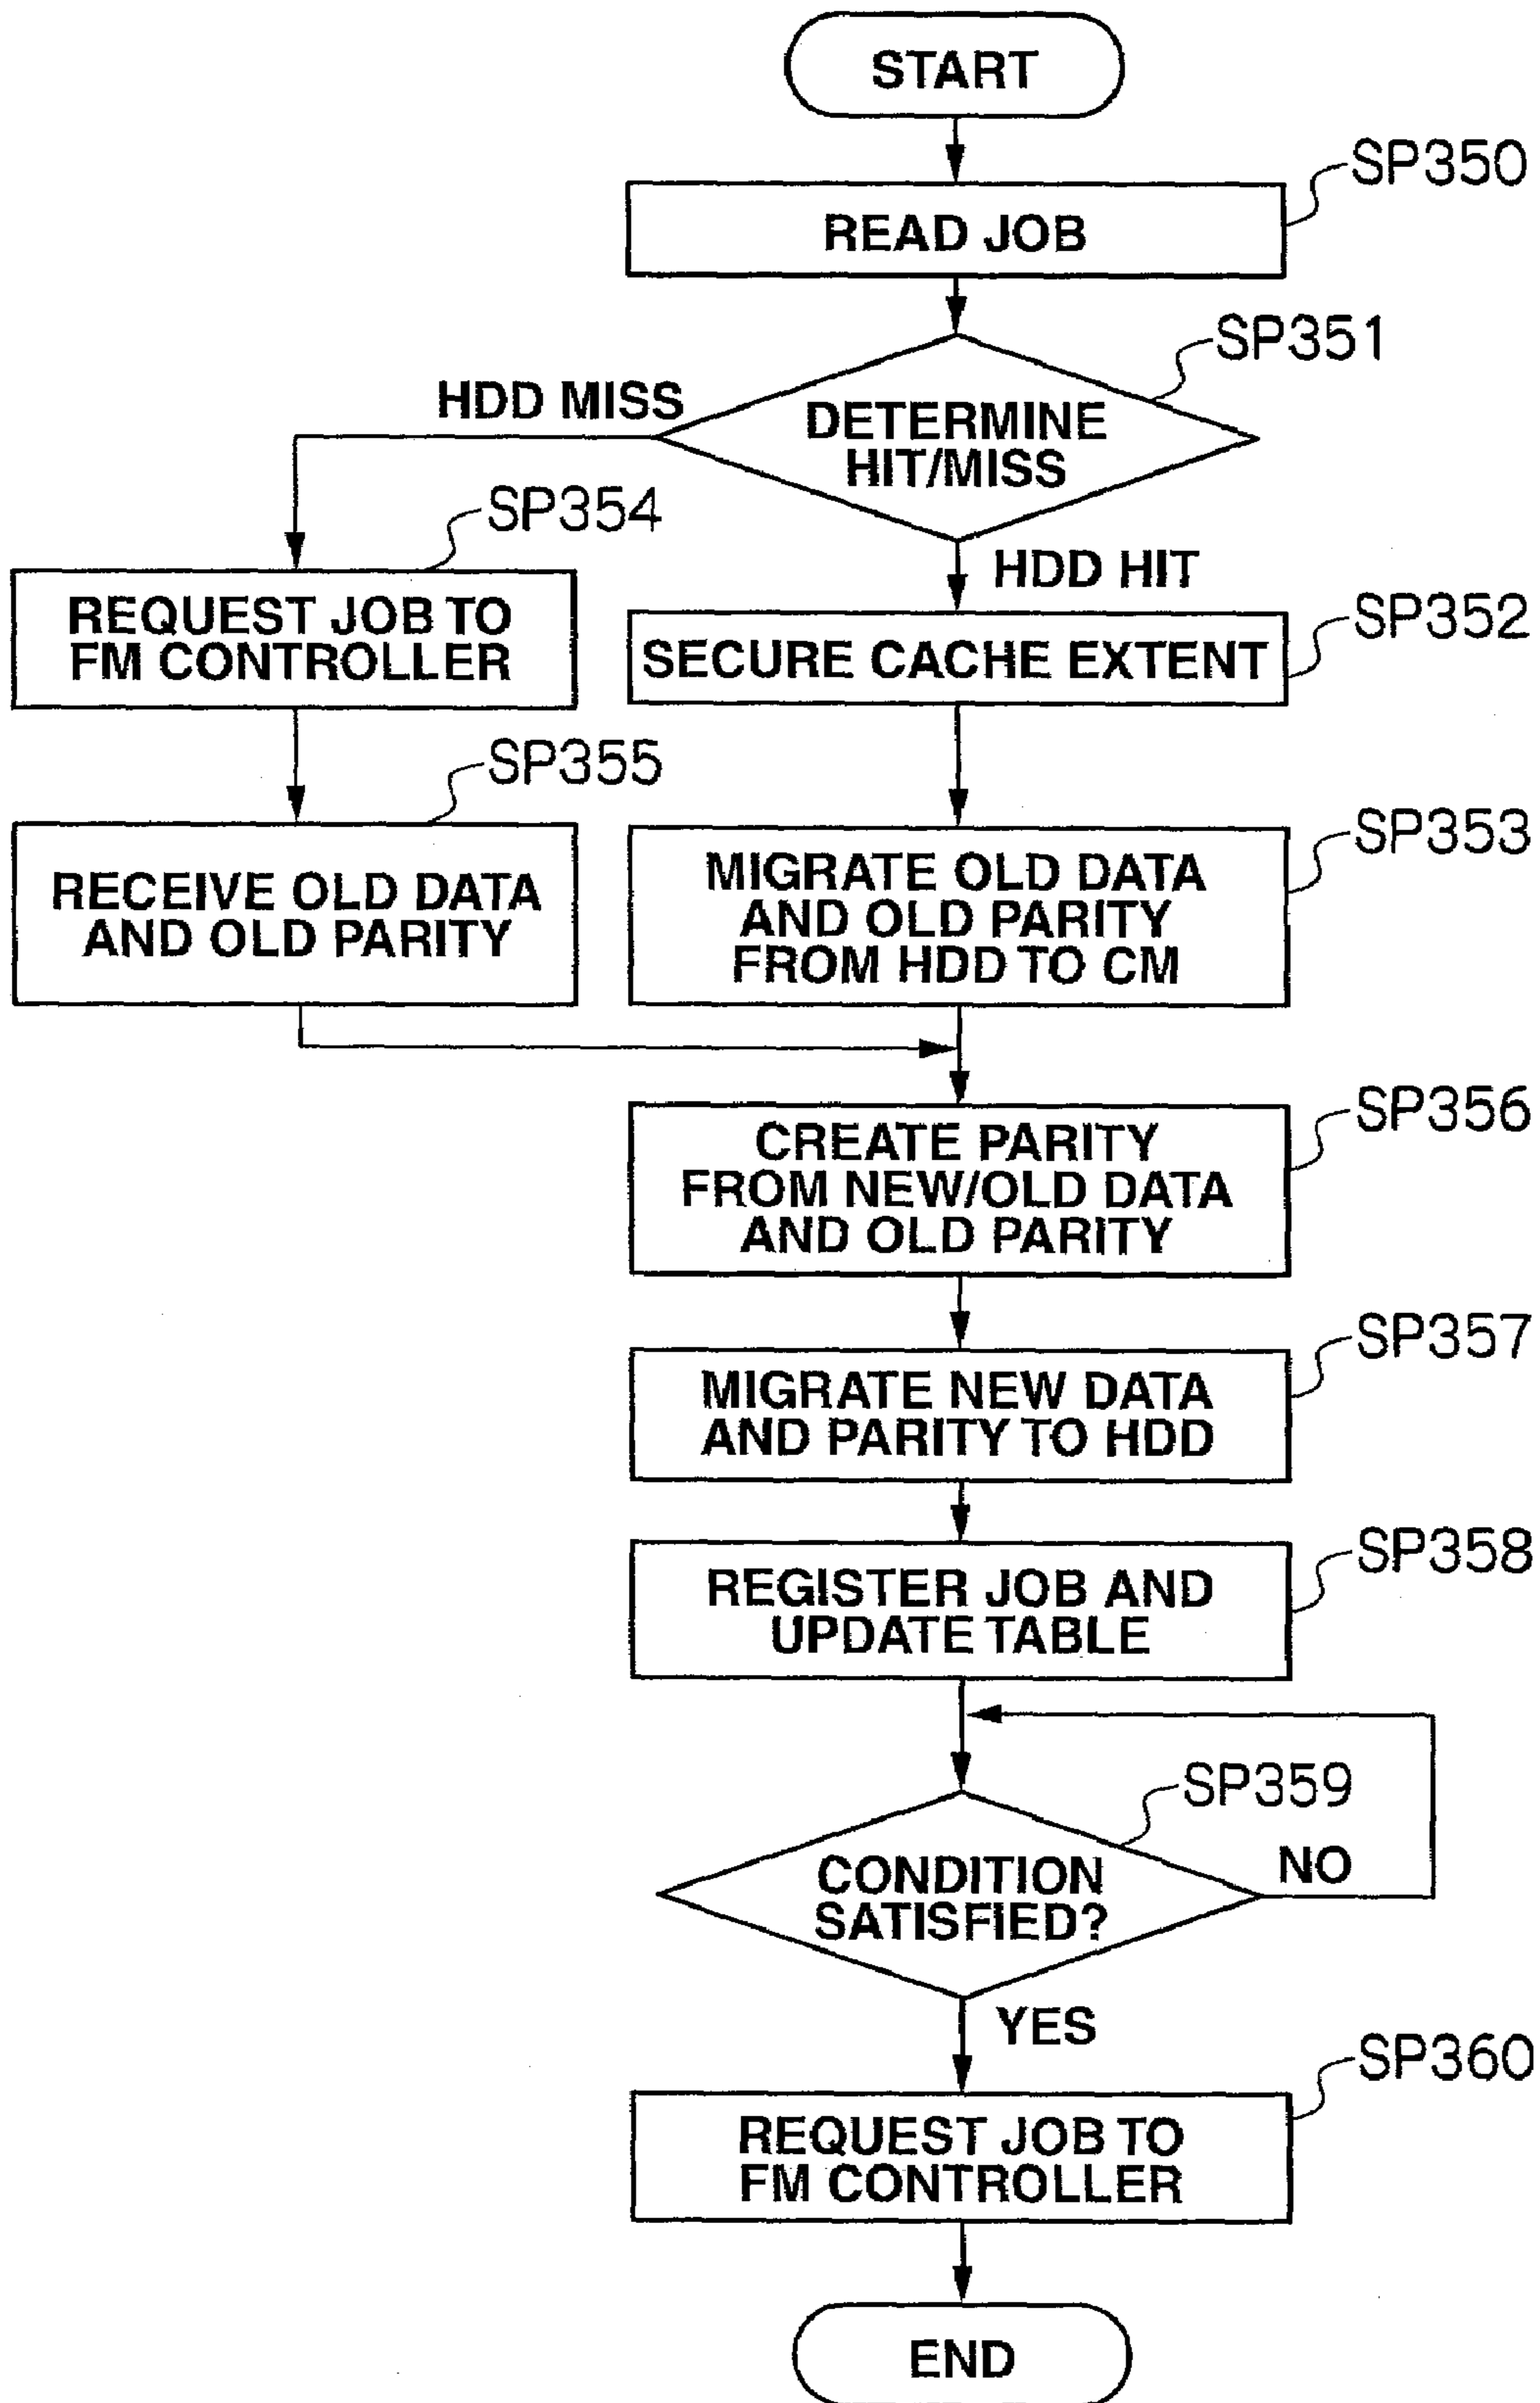 START
SP350
READ JOB
SP351
HDD MISS
DETERMINE
HIT/MISS
SP354
HDD HIT
REQUEST JOB TO
FM CONTROLLER
SP352
SECURE CACHE EXTENT
SP355
RECEIVE OLD DATA
AND OLD PARITY
SP353
MIGRATE OLD DATA
AND OLD PARITY
FROM HDD TO CM
SP356
CREATE PARITY
FROM NEW/OLD DATA
AND OLD PARITY
SP357
MIGRATE NEW DATA
AND PARITY TO HDD
SP358
REGISTER JOB AND
UPDATE TABLE
SP359
CONDITION
SATISFIED?
NO
YES
SP360
REQUEST JOB TO
FM CONTROLLER
END